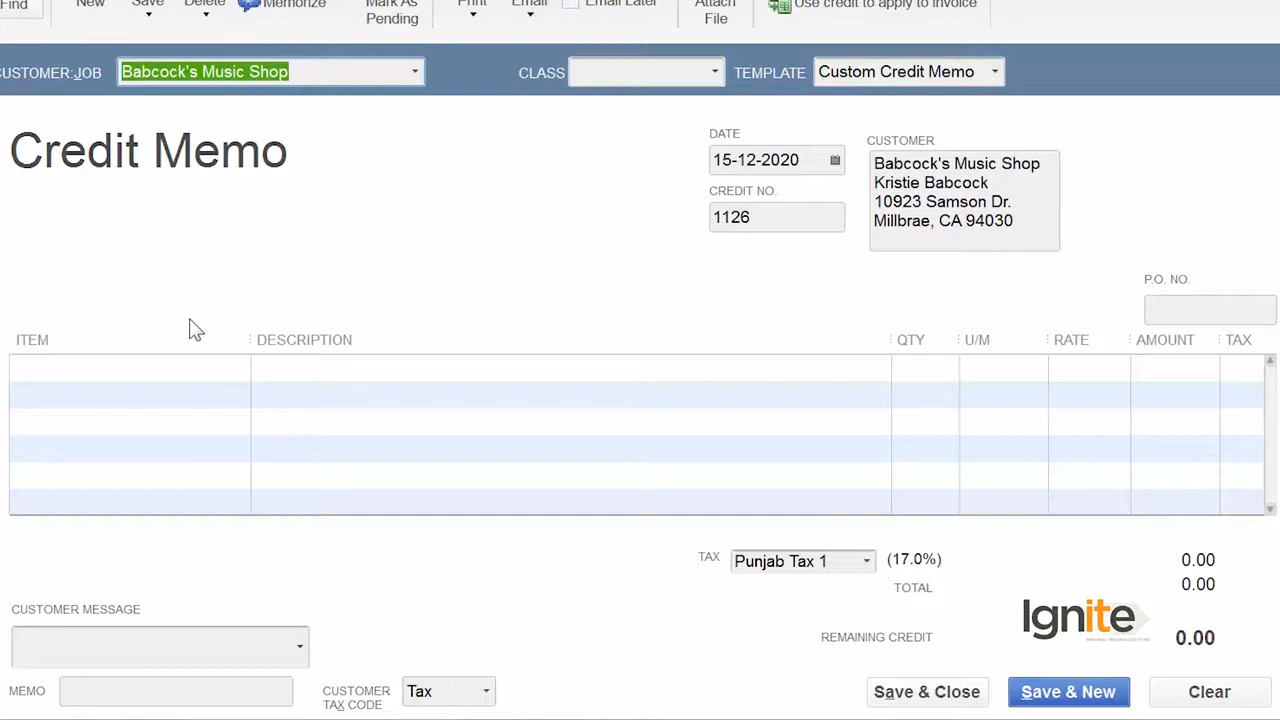 Find
New
Save
Delete
Memorize
Mark As
Pending
Print
Email
Email Later
Attach
File
Use credit to apply to invoice
CUSTOMER:JOB
Babcock's Music Shop
CLASS
TEMPLATE
Custom Credit Memo
Credit Memo
DATE
15-12-2020
CREDIT NO.
1126
CUSTOMER
Babcock's Music Shop
Kristie Babcock
10923 Samson Dr.
Millbrae, CA 94030
P.O. NO.
ITEM
DESCRIPTION
QTY
U/M
RATE
AMOUNT
TAX
TAX
Punjab Tax 1
(17.0%)
0.00
TOTAL
0.00
CUSTOMER MESSAGE
Ignite
REMAINING CREDIT
0.00
MEMO
CUSTOMER
TAX CODE
Tax
Save & Close
Save & New
Clear